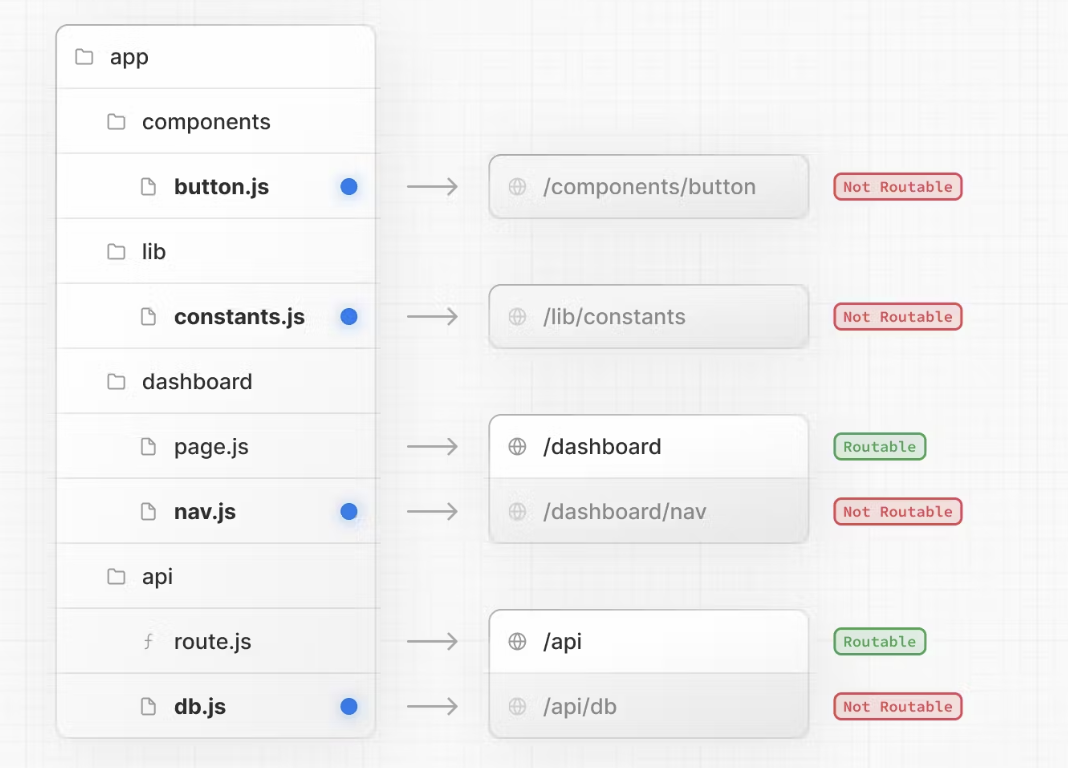 app
components
button.js /components/button Not Routable
lib
constants.js /lib/constants Not Routable
dashboard
page.js /dashboard Routable
nav.js /dashboard/nav Not Routable
api
route.js /api Routable
db.js /api/db Not Routable